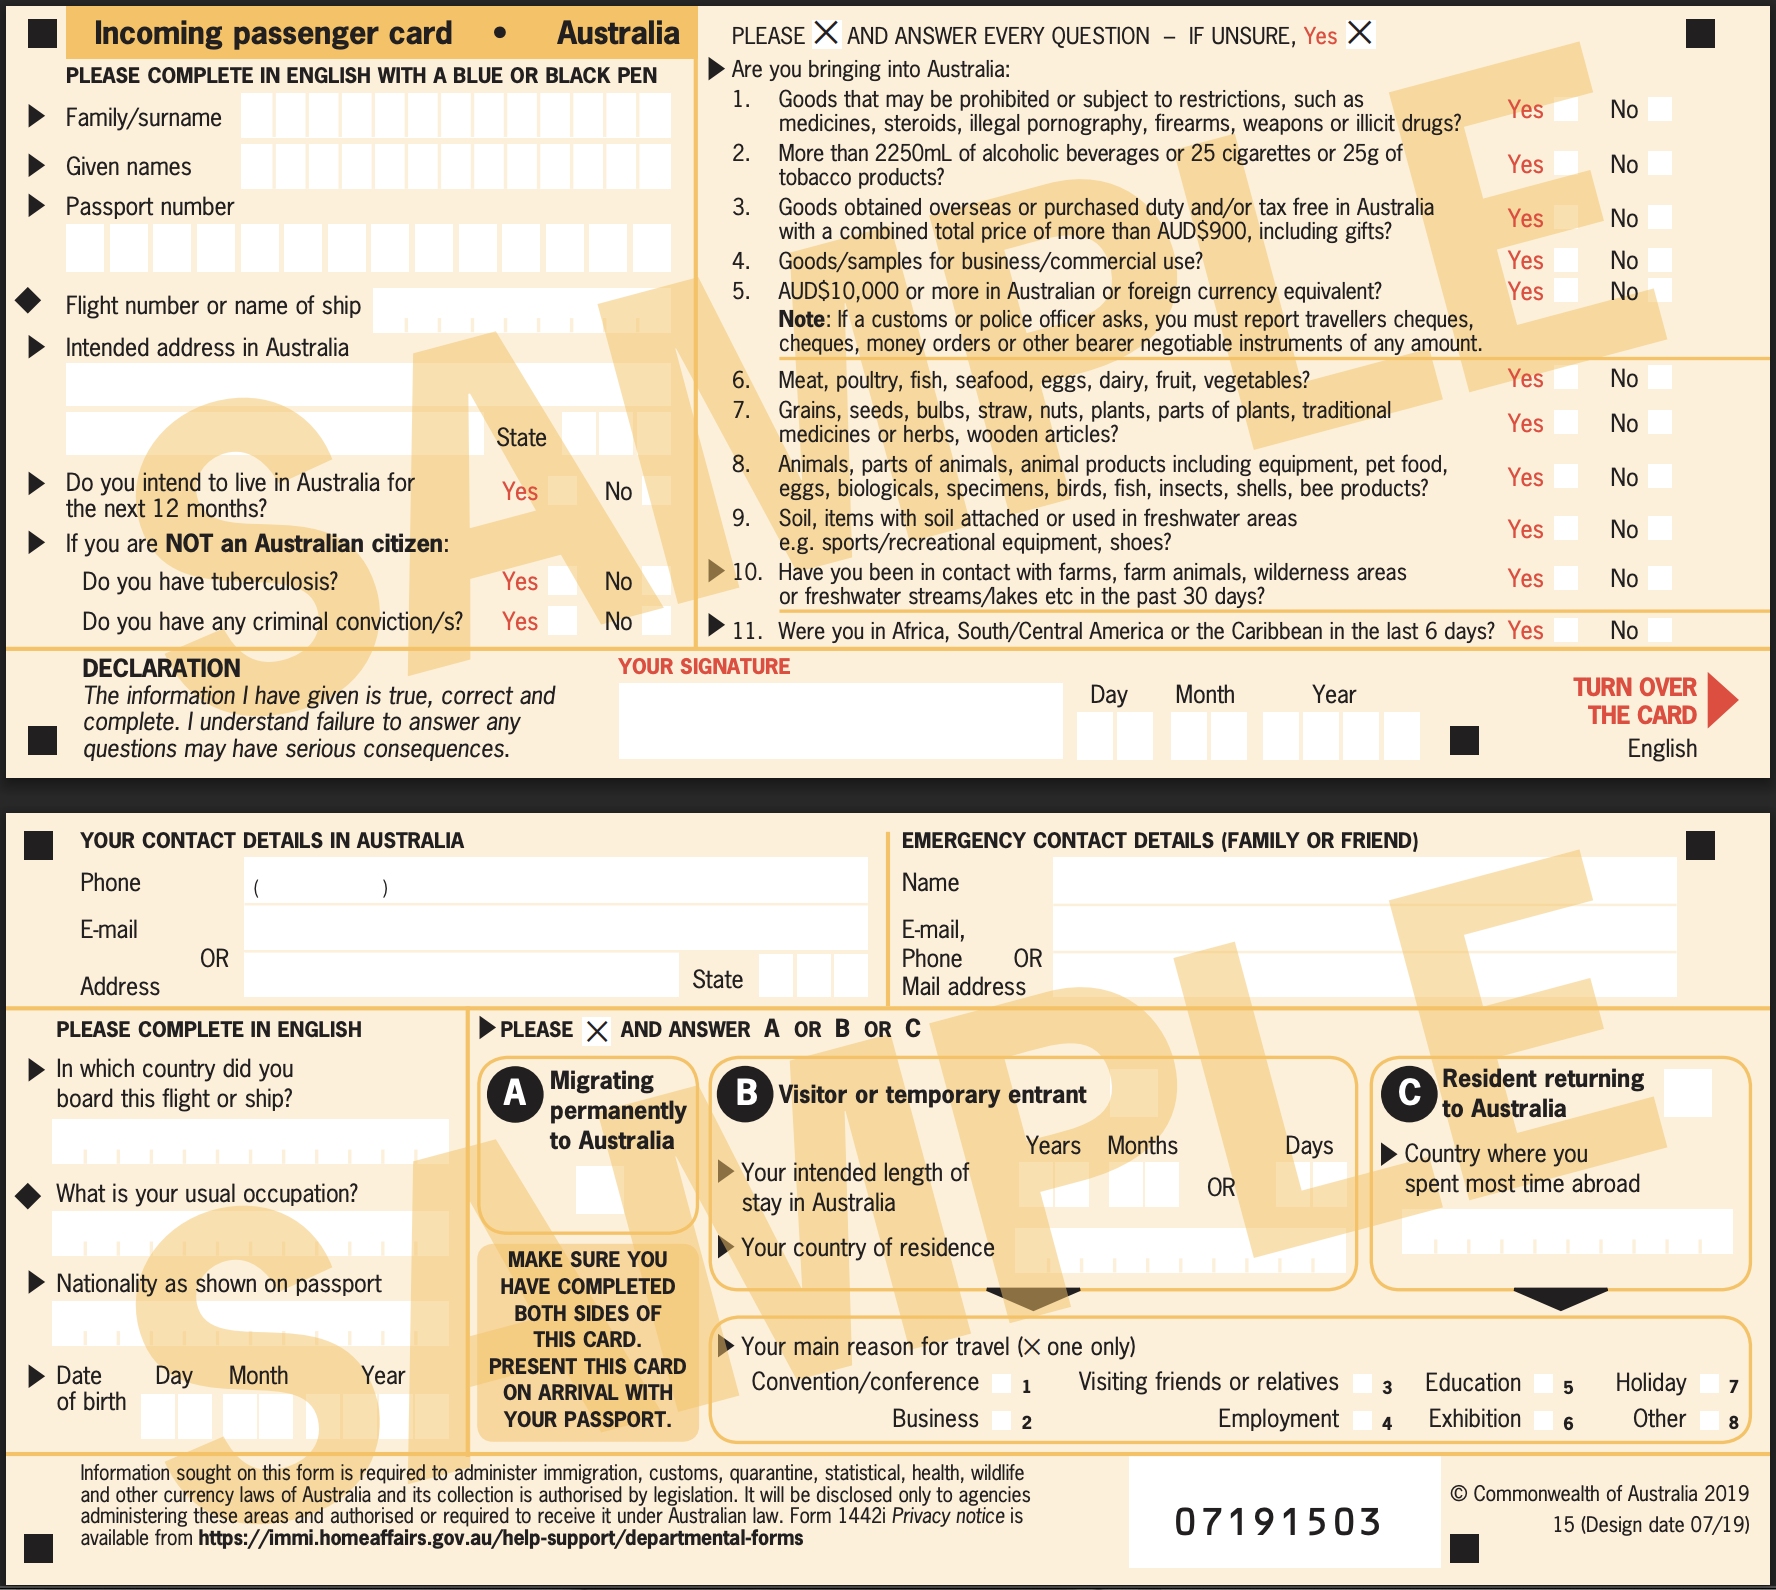 Incoming passenger card • Australia
PLEASE COMPLETE IN ENGLISH WITH A BLUE OR BLACK PEN
Family/surname
Given names
Passport number
Flight number or name of ship
Intended address in Australia
State
Do you intend to live in Australia for
the next 12 months?
Yes No
If you are NOT an Australian citizen:
Do you have tuberculosis? Yes No
Do you have any criminal conviction/s? Yes No
PLEASE X AND ANSWER EVERY QUESTION – IF UNSURE, Yes X
Are you bringing into Australia:
1. Goods that may be prohibited or subject to restrictions, such as
medicines, steroids, illegal pornography, firearms, weapons or illicit drugs?
Yes No
2. More than 2250mL of alcoholic beverages or 25 cigarettes or 25g of
tobacco products?
Yes No
3. Goods obtained overseas or purchased duty and/or tax free in Australia
with a combined total price of more than AUD$900, including gifts?
Yes No
4. Goods/samples for business/commercial use? Yes No
5. AUD$10,000 or more in Australian or foreign currency equivalent? Yes No
Note: If a customs or police officer asks, you must report travellers cheques,
cheques, money orders or other bearer negotiable instruments of any amount.
6. Meat, poultry, fish, seafood, eggs, dairy, fruit, vegetables? Yes No
7. Grains, seeds, bulbs, straw, nuts, plants, parts of plants, traditional
medicines or herbs, wooden articles?
Yes No
8. Animals, parts of animals, animal products including equipment, pet food,
eggs, biologicals, specimens, birds, fish, insects, shells, bee products?
Yes No
9. Soil, items with soil attached or used in freshwater areas
e.g. sports/recreational equipment, shoes?
Yes No
10. Have you been in contact with farms, farm animals, wilderness areas
or freshwater streams/lakes etc in the past 30 days?
Yes No
11. Were you in Africa, South/Central America or the Caribbean in the last 6 days? Yes No
DECLARATION
The information I have given is true, correct and
complete. I understand failure to answer any
questions may have serious consequences.
YOUR SIGNATURE
Day Month Year
TURN OVER
THE CARD
English
SAMPLE
YOUR CONTACT DETAILS IN AUSTRALIA
Phone ( )
E-mail
OR
Address
State
EMERGENCY CONTACT DETAILS (FAMILY OR FRIEND)
Name
E-mail,
Phone OR
Mail address
PLEASE COMPLETE IN ENGLISH
In which country did you
board this flight or ship?
What is your usual occupation?
Nationality as shown on passport
Date
of birth
Day Month Year
PLEASE X AND ANSWER A OR B OR C
A Migrating
permanently
to Australia
MAKE SURE YOU
HAVE COMPLETED
BOTH SIDES OF
THIS CARD.
PRESENT THIS CARD
ON ARRIVAL WITH
YOUR PASSPORT.
B Visitor or temporary entrant
Years Months Days
Your intended length of
stay in Australia
OR
Your country of residence
C Resident returning
to Australia
Country where you
spent most time abroad
Your main reason for travel (X one only)
Convention/conference 1 Visiting friends or relatives 3 Education 5 Holiday 7
Business 2 Employment 4 Exhibition 6 Other 8
SAMPLE
Information sought on this form is required to administer immigration, customs, quarantine, statistical, health, wildlife
and other currency laws of Australia and its collection is authorised by legislation. It will be disclosed only to agencies
administering these areas and authorised or required to receive it under Australian law. Form 1442i Privacy notice is
available from https://immi.homeaffairs.gov.au/help-support/departmental-forms
07191503
© Commonwealth of Australia 2019
15 (Design date 07/19)